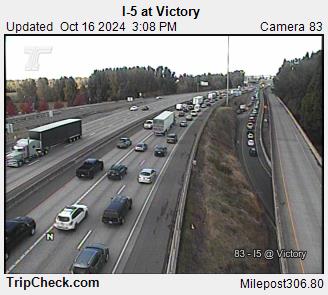 I-5 at Victory
Updated Oct 16 2024 3:08 PM Camera 83
N
83 - I5 @ Victory
TripCheck.com Milepost306.80